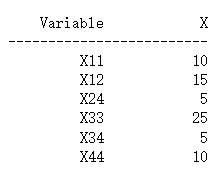 Variable X
------------------------
X11 10
X12 15
X24 5
X33 25
X34 5
X44 10